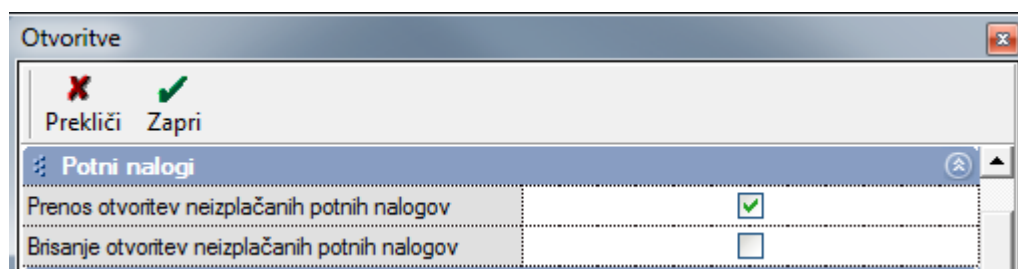 Otvoritve
Prekliči Zapri
Potni nalogi
Prenos otvoritev neizplačanih potnih nalogov
Brisanje otvoritev neizplačanih potnih nalogov